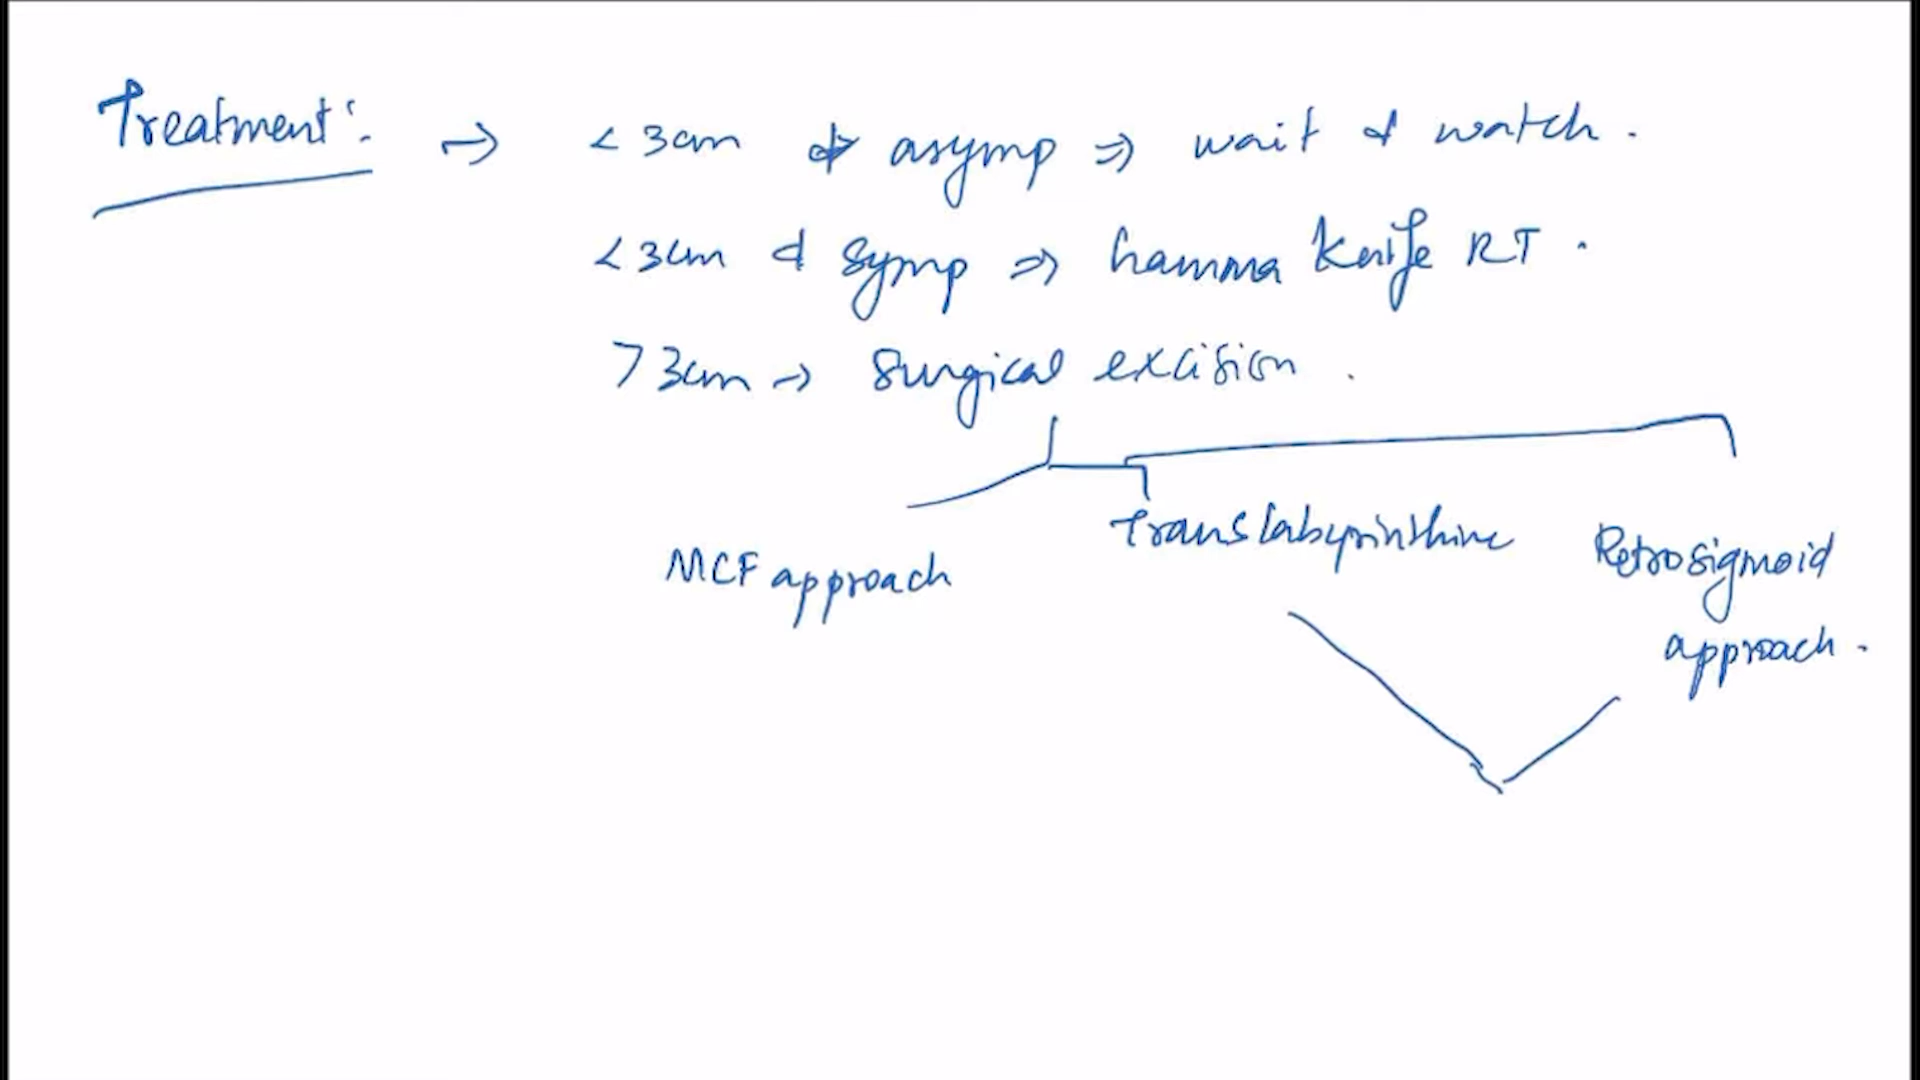 Treatment: → < 3cm & asymp ⇒ wait & watch.
< 3cm & symp ⇒ Gamma Knife RT.
> 3cm → Surgical excision.
MCF approach
Translabyrinthine
Retrosigmoid
approach.